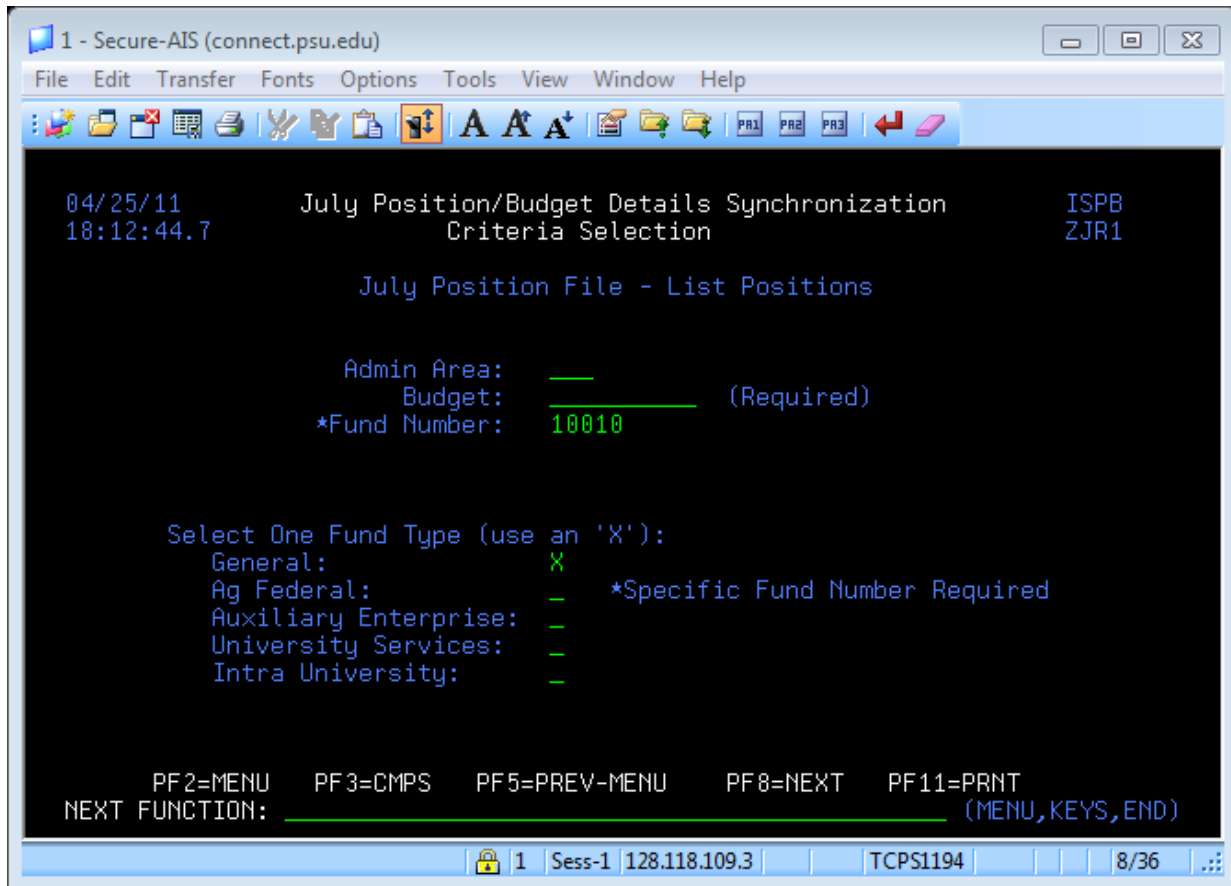 1 - Secure-AIS (connect.psu.edu)
File Edit Transfer Fonts Options Tools View Window Help
A A A PA1 PA2 PA3
04/25/11 July Position/Budget Details Synchronization ISPB
18:12:44.7 Criteria Selection ZJR1
July Position File - List Positions
Admin Area: ___
Budget: __________ (Required)
*Fund Number: 10010
Select One Fund Type (use an 'X'):
General: X
Ag Federal: _ *Specific Fund Number Required
Auxiliary Enterprise: _
University Services: _
Intra University: _
PF2=MENU PF3=CMPS PF5=PREV-MENU PF8=NEXT PF11=PRNT
NEXT FUNCTION: _____________________________________________ (MENU,KEYS,END)
1 Sess-1 128.118.109.3 TCPS1194 8/36